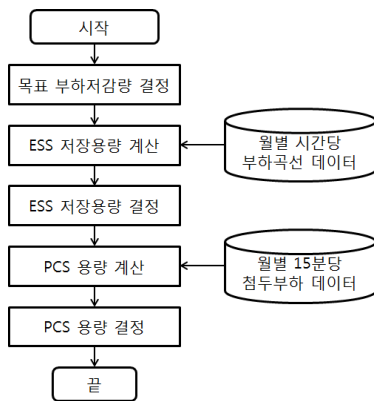 시작
목표 부하저감량 결정
ESS 저장용량 계산
월별 시간당
부하곡선 데이터
ESS 저장용량 결정
PCS 용량 계산
월별 15분당
첨두부하 데이터
PCS 용량 결정
끝